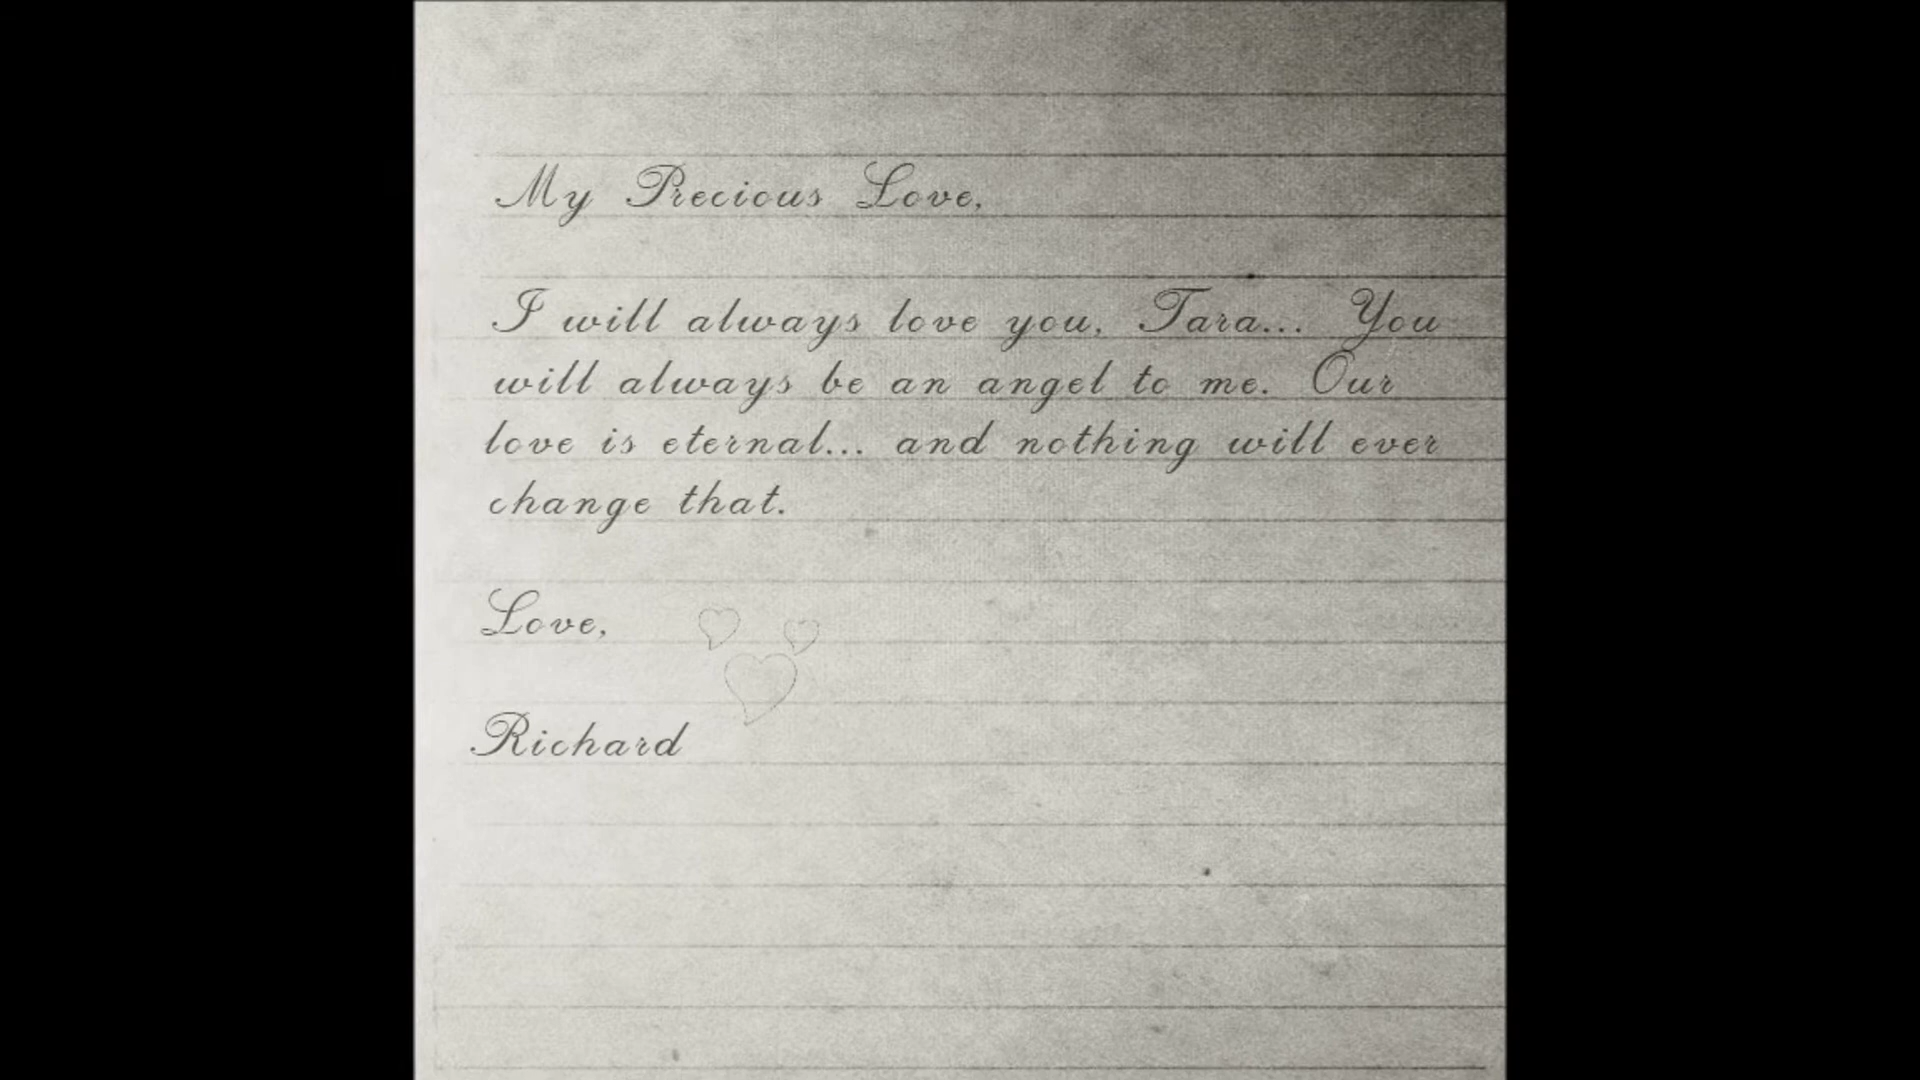 My Precious Love,
I will always love you, Tara... You
will always be an angel to me. Our
love is eternal... and nothing will ever
change that.
Love,
Richard